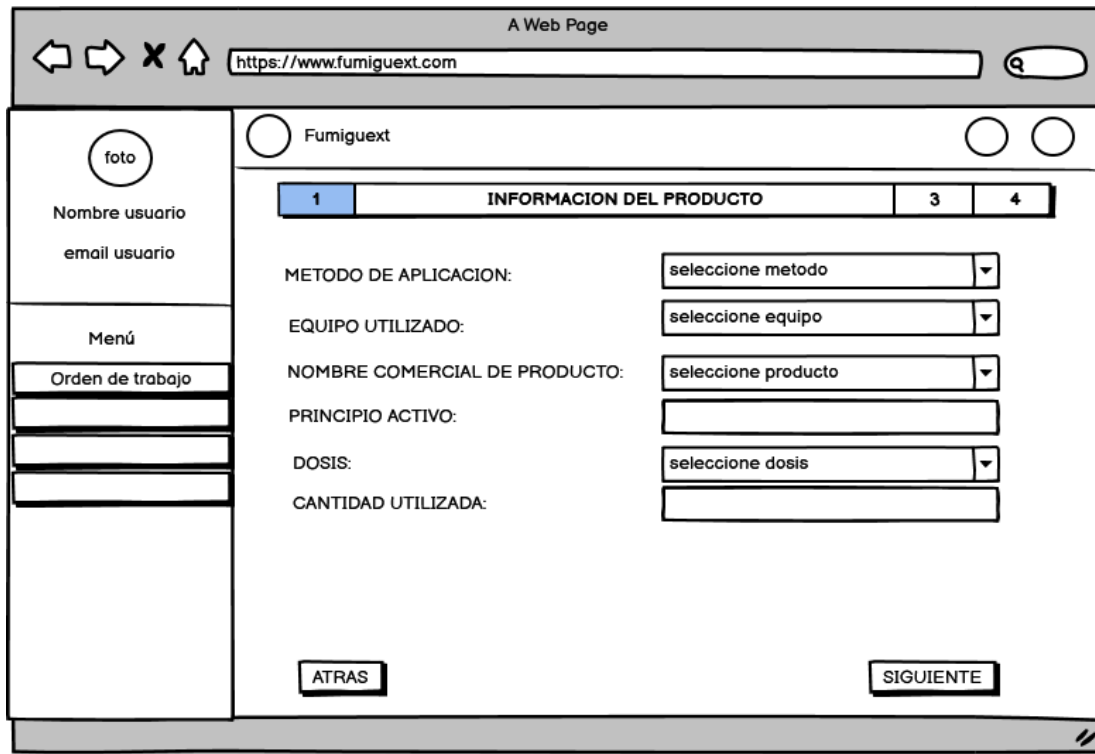 A Web Page
https://www.fumiguext.com
foto
Nombre usuario
email usuario
Menú
Orden de trabajo
Fumiguext
1 INFORMACION DEL PRODUCTO 3 4
METODO DE APLICACION: seleccione metodo
EQUIPO UTILIZADO: seleccione equipo
NOMBRE COMERCIAL DE PRODUCTO: seleccione producto
PRINCIPIO ACTIVO:
DOSIS: seleccione dosis
CANTIDAD UTILIZADA:
ATRAS SIGUIENTE